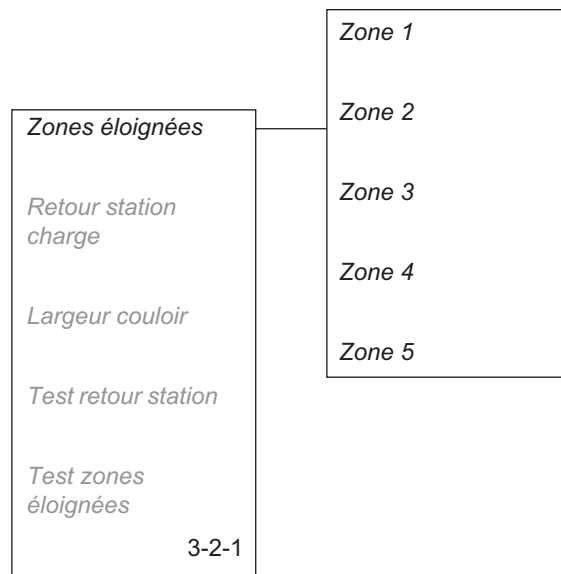 Zones éloignées
Retour station
charge
Largeur couloir
Test retour station
Test zones
éloignées
3-2-1
Zone 1
Zone 2
Zone 3
Zone 4
Zone 5